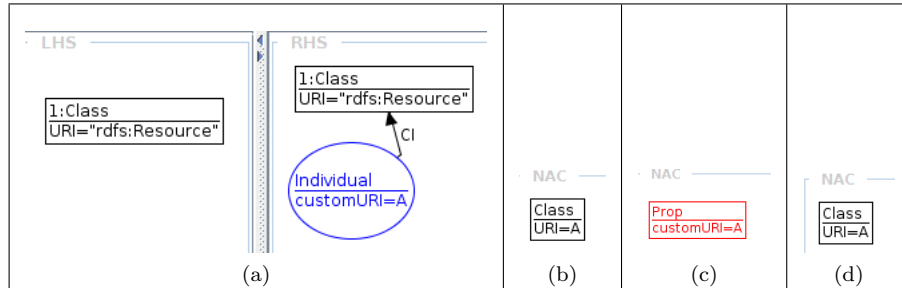 LHS
1:Class
URI="rdfs:Resource"
RHS
1:Class
URI="rdfs:Resource"
CI
Individual
customURI=A
(a)
NAC
Class
URI=A
(b)
NAC
Prop
customURI=A
(c)
NAC
Class
URI=A
(d)